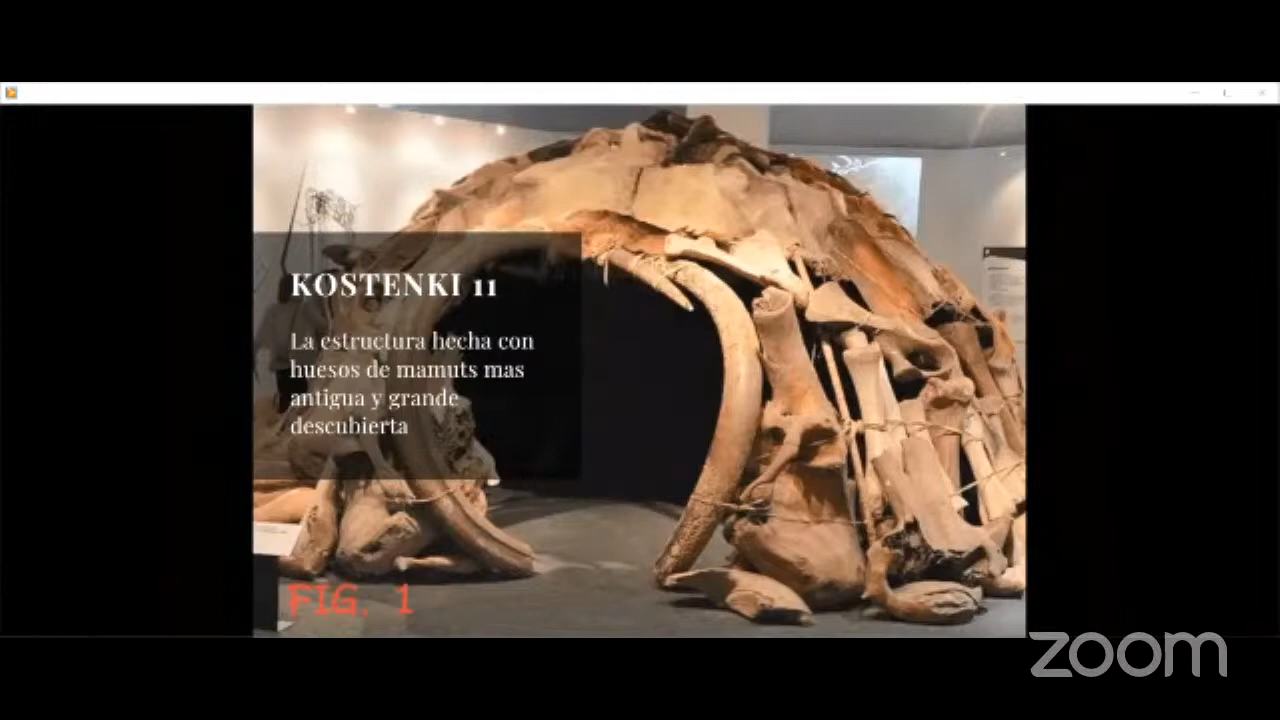 KOSTENKI 11
La estructura hecha con
huesos de mamuts mas
antigua y grande
descubierta
FIG. 1
zoom